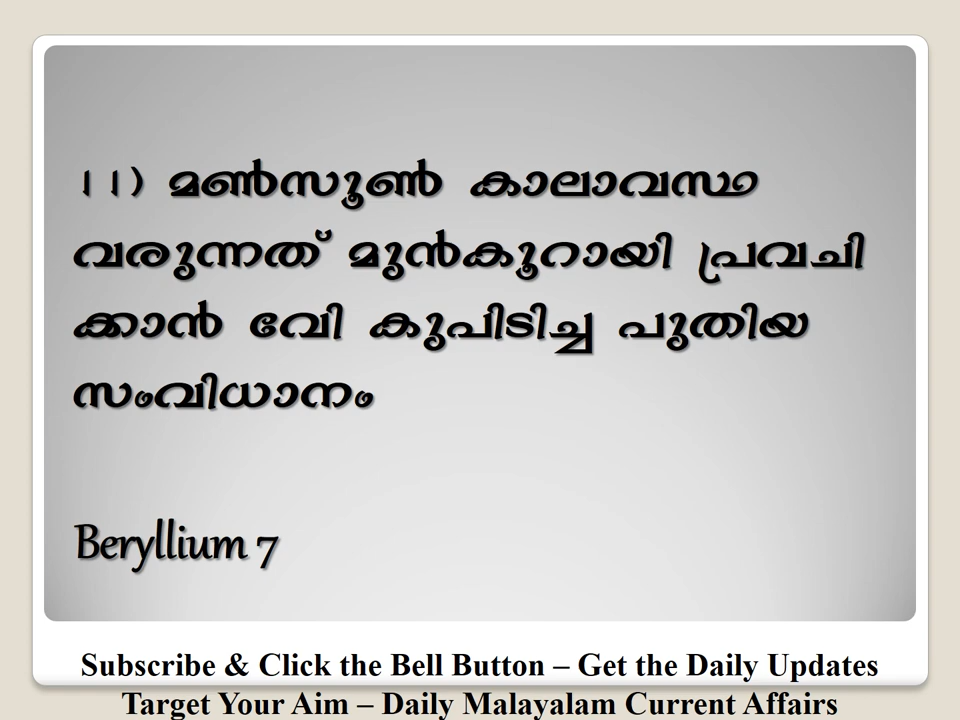 11) മൺസൂൺ കാലാവസ്ഥ
വരുന്നത് മുൻകൂറായി പ്രവചി
ക്കാൻ വേി കുപിടിച്ച പുതിയ
സംവിധാനം
Beryllium 7
Subscribe & Click the Bell Button – Get the Daily Updates
Target Your Aim – Daily Malayalam Current Affairs